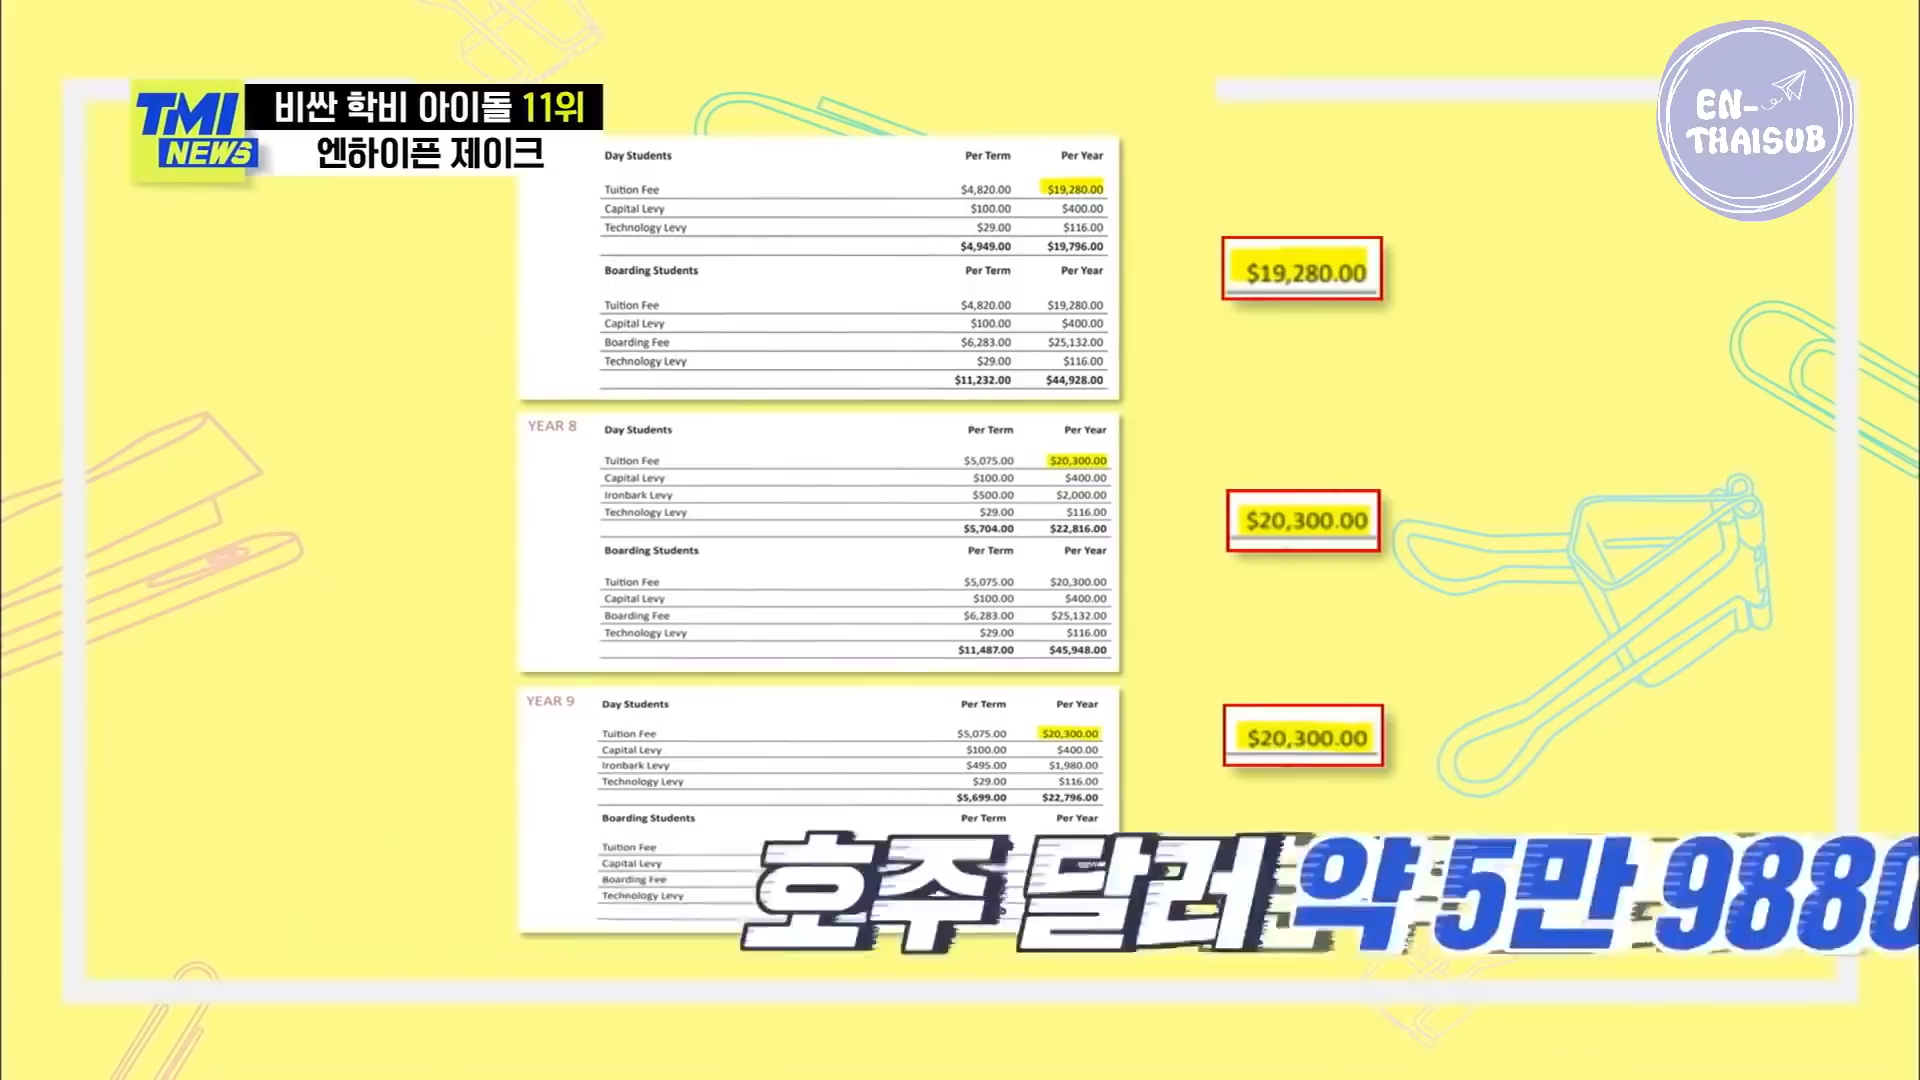 TMI NEWS
비싼 학비 아이돌 11위
엔하이픈 제이크
EN-
THAISUB
Day Students Per Term Per Year
Tuition Fee $4,820.00 $19,280.00
Capital Levy $100.00 $400.00
Technology Levy $29.00 $116.00
$4,949.00 $19,796.00
Boarding Students Per Term Per Year
Tuition Fee $4,820.00 $19,280.00
Capital Levy $100.00 $400.00
Boarding Fee $6,283.00 $25,132.00
Technology Levy $29.00 $116.00
$11,232.00 $44,928.00
$19,280.00
YEAR 8 Day Students Per Term Per Year
Tuition Fee $5,075.00 $20,300.00
Capital Levy $100.00 $400.00
Ironbark Levy $500.00 $2,000.00
Technology Levy $29.00 $116.00
$5,704.00 $22,816.00
Boarding Students Per Term Per Year
Tuition Fee $5,075.00 $20,300.00
Capital Levy $100.00 $400.00
Boarding Fee $6,283.00 $25,132.00
Technology Levy $29.00 $116.00
$11,487.00 $45,948.00
$20,300.00
YEAR 9 Day Students Per Term Per Year
Tuition Fee $5,075.00 $20,300.00
Capital Levy $100.00 $400.00
Ironbark Levy $495.00 $1,980.00
Technology Levy $29.00 $116.00
$5,699.00 $22,796.00
Boarding Students Per Term Per Year
Tuition Fee
Capital Levy
Boarding Fee
Technology Levy
$20,300.00
호주 달러 약 5만 9880